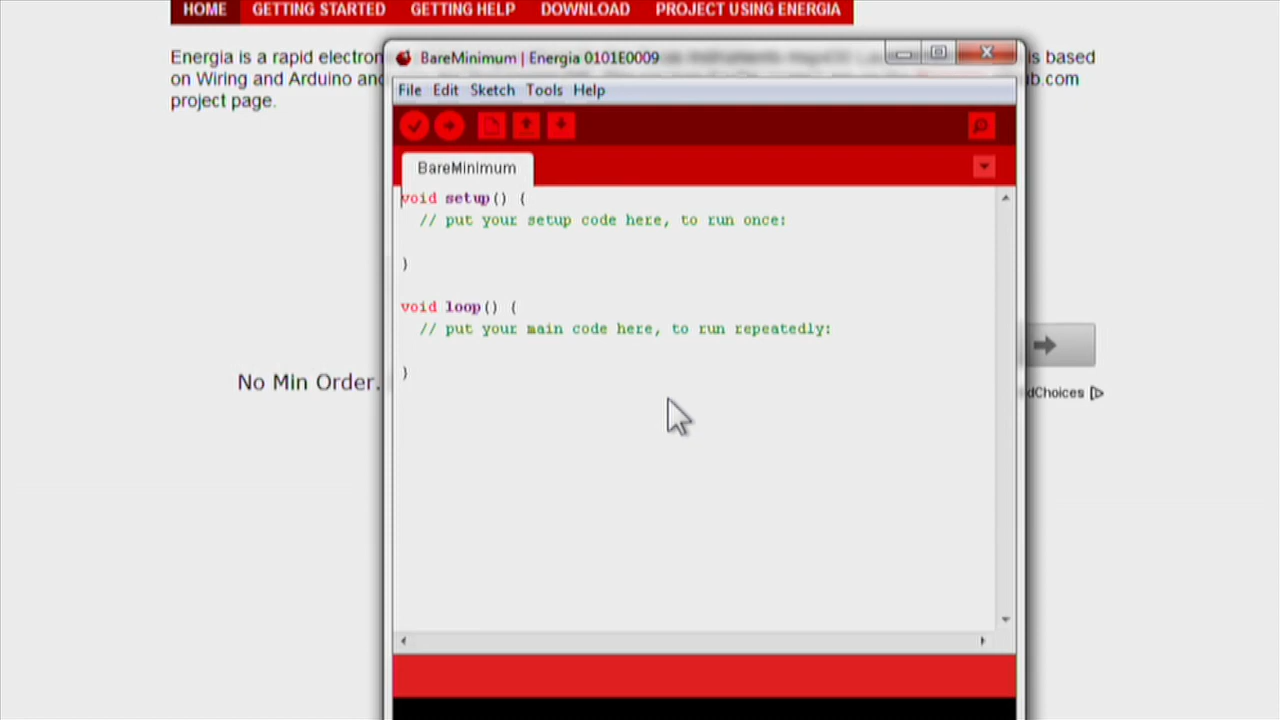 HOME GETTING STARTED GETTING HELP DOWNLOAD PROJECT USING ENERGIA
Energia is a rapid electron
is based
on Wiring and Arduino and
b.com
project page.
BareMinimum | Energia 0101E0009
File Edit Sketch Tools Help
BareMinimum
void setup() {
// put your setup code here, to run once:
}
void loop() {
// put your main code here, to run repeatedly:
}
No Min Order.
dChoices